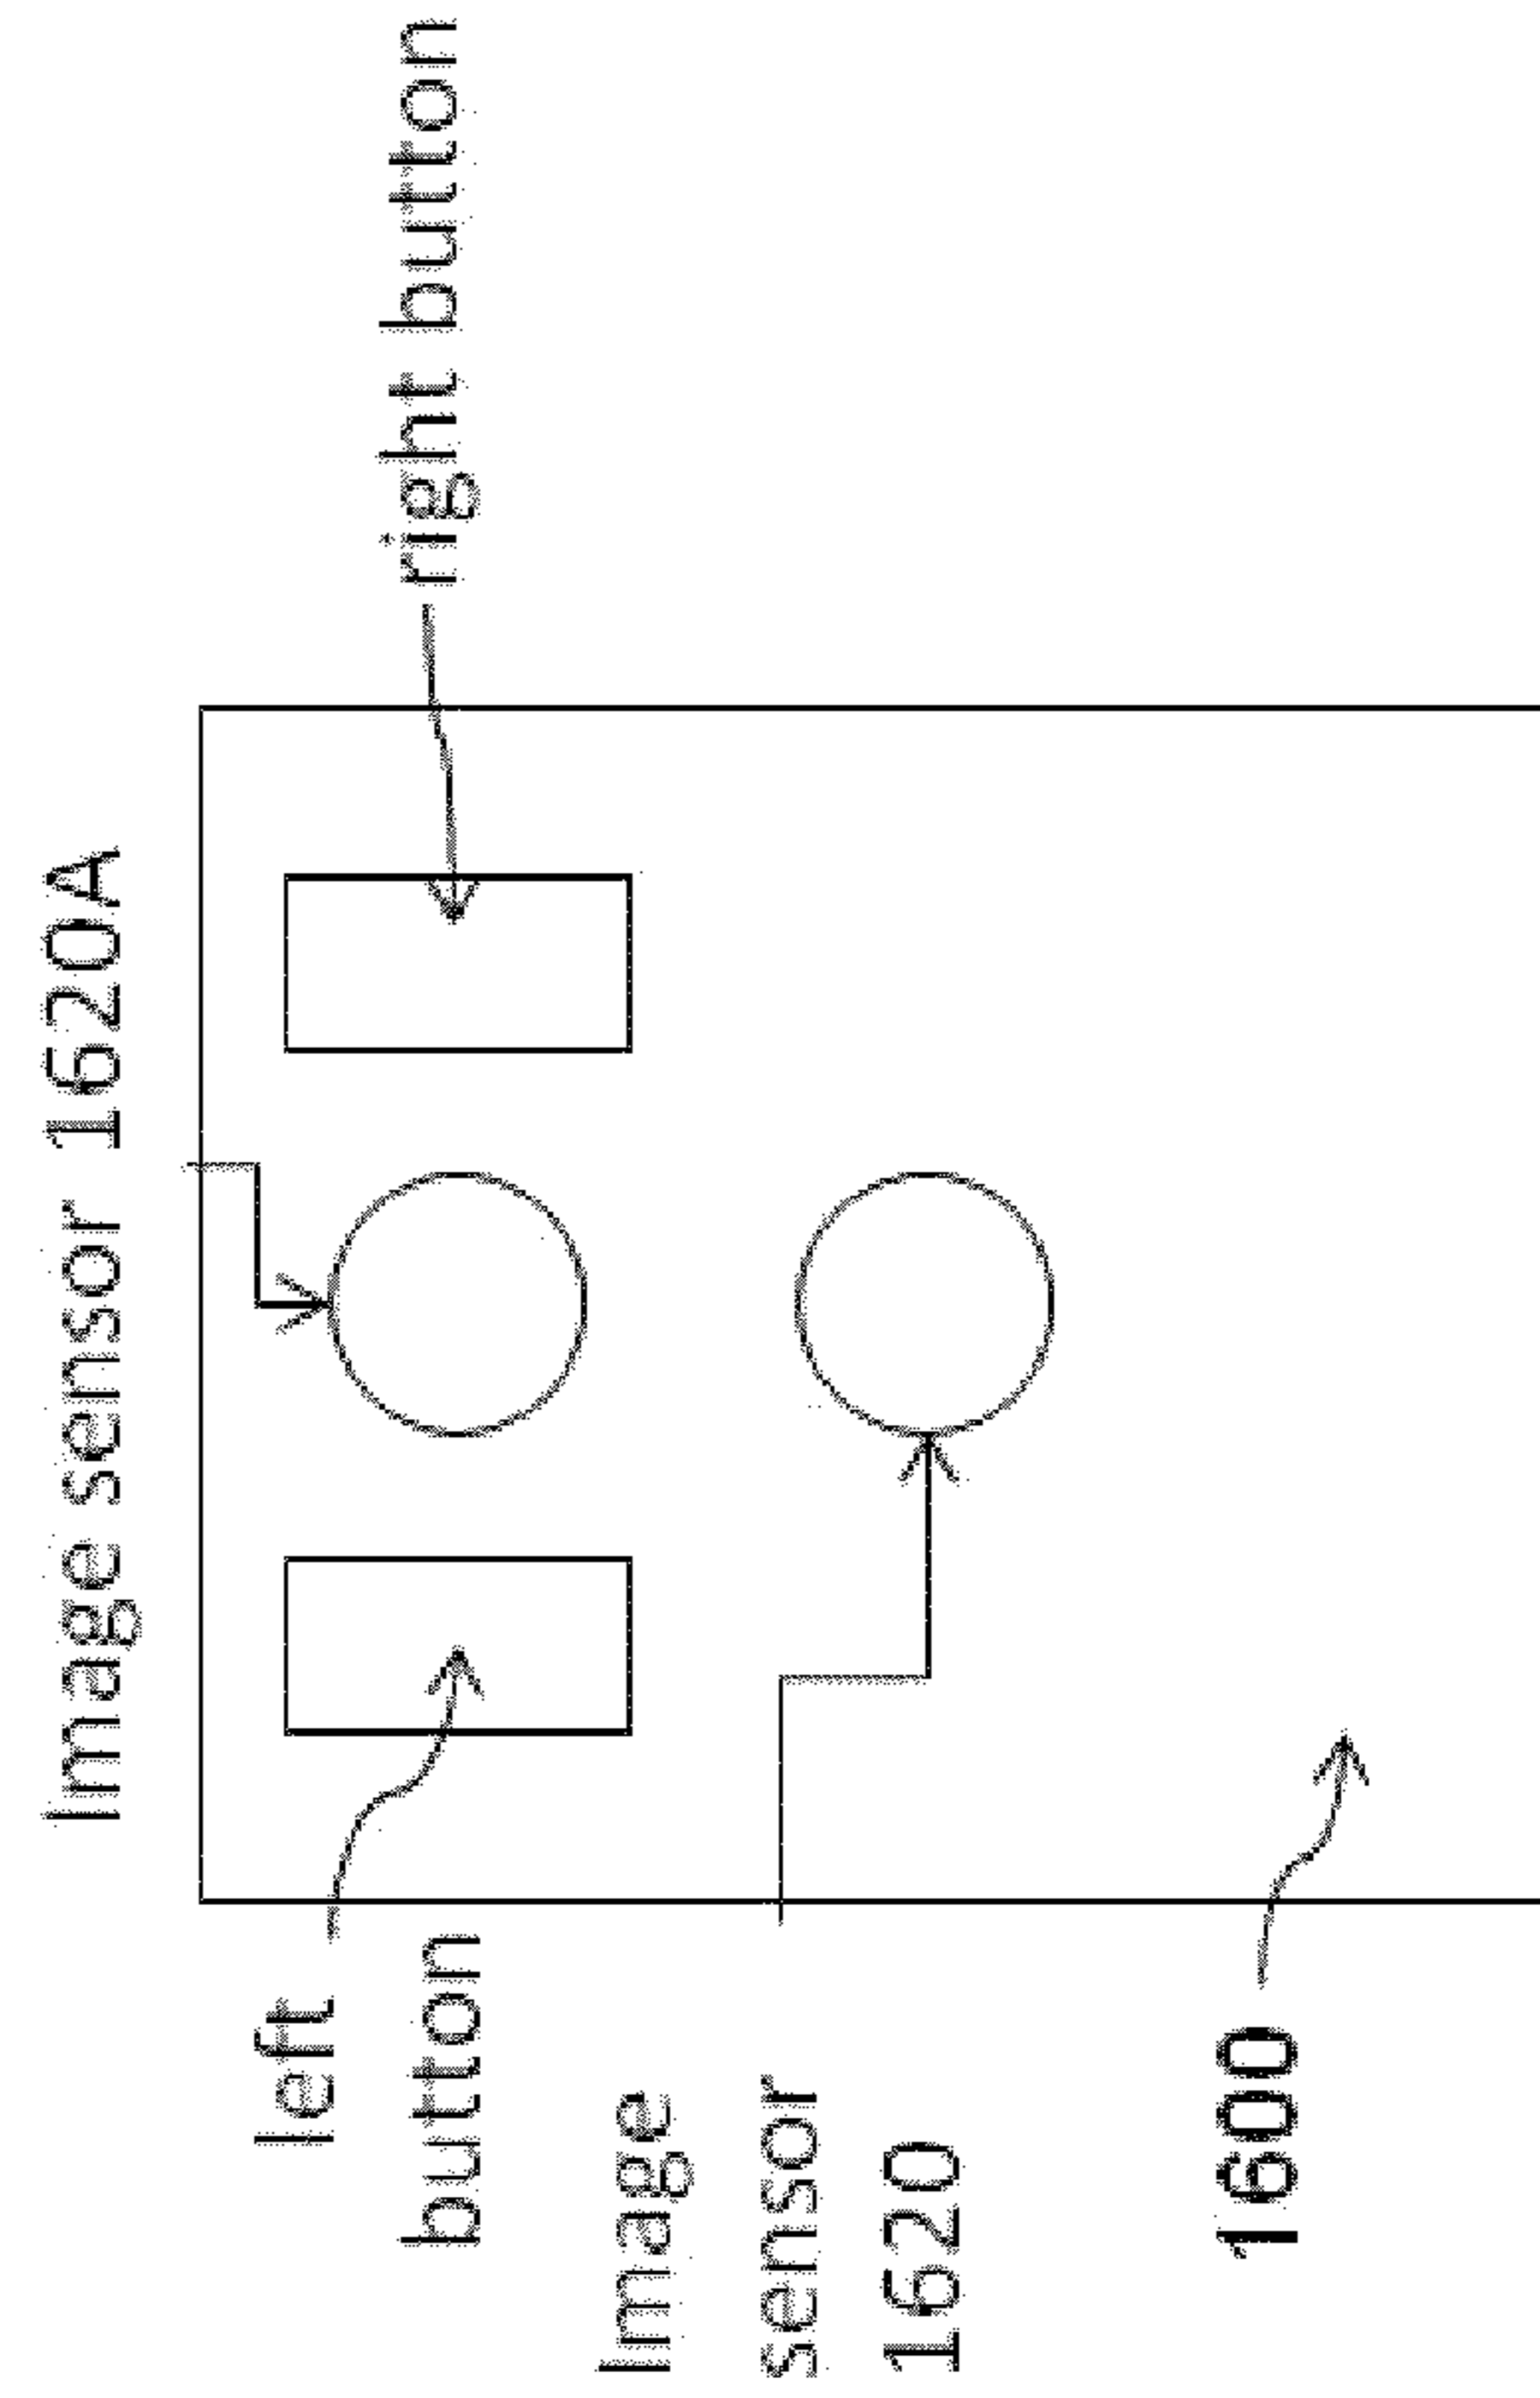 Image sensor 1620A
left
button
right button
Image
sensor
1620
1600